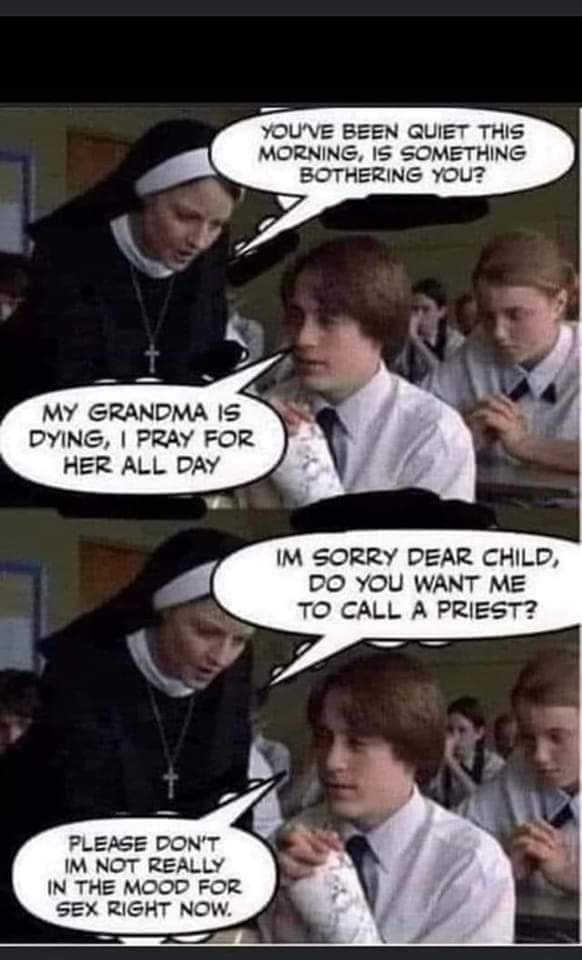 YOU'VE BEEN QUIET THIS
MORNING, IS SOMETHING
BOTHERING YOU?
MY GRANDMA IS
DYING, I PRAY FOR
HER ALL DAY
IM SORRY DEAR CHILD,
DO YOU WANT ME
TO CALL A PRIEST?
PLEASE DON'T
IM NOT REALLY
IN THE MOOD FOR
SEX RIGHT NOW.